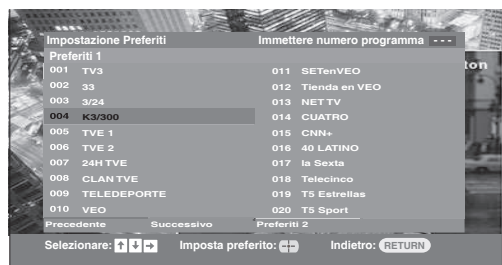 Impostazione Preferiti Immettere numero programma ---
Preferiti 1
001 TV3
002 33
003 3/24
004 K3/300
005 TVE 1
006 TVE 2
007 24H TVE
008 CLAN TVE
009 TELEDEPORTE
010 VEO
011 SETenVEO
012 Tienda en VEO
013 NET TV
014 CUATRO
015 CNN+
016 40 LATINO
017 la Sexta
018 Telecinco
019 T5 Estrellas
020 T5 Sport
Precedente Successivo Preferiti 2
Selezionare: ↑ ↓ → Imposta preferito: Indietro: RETURN
ton